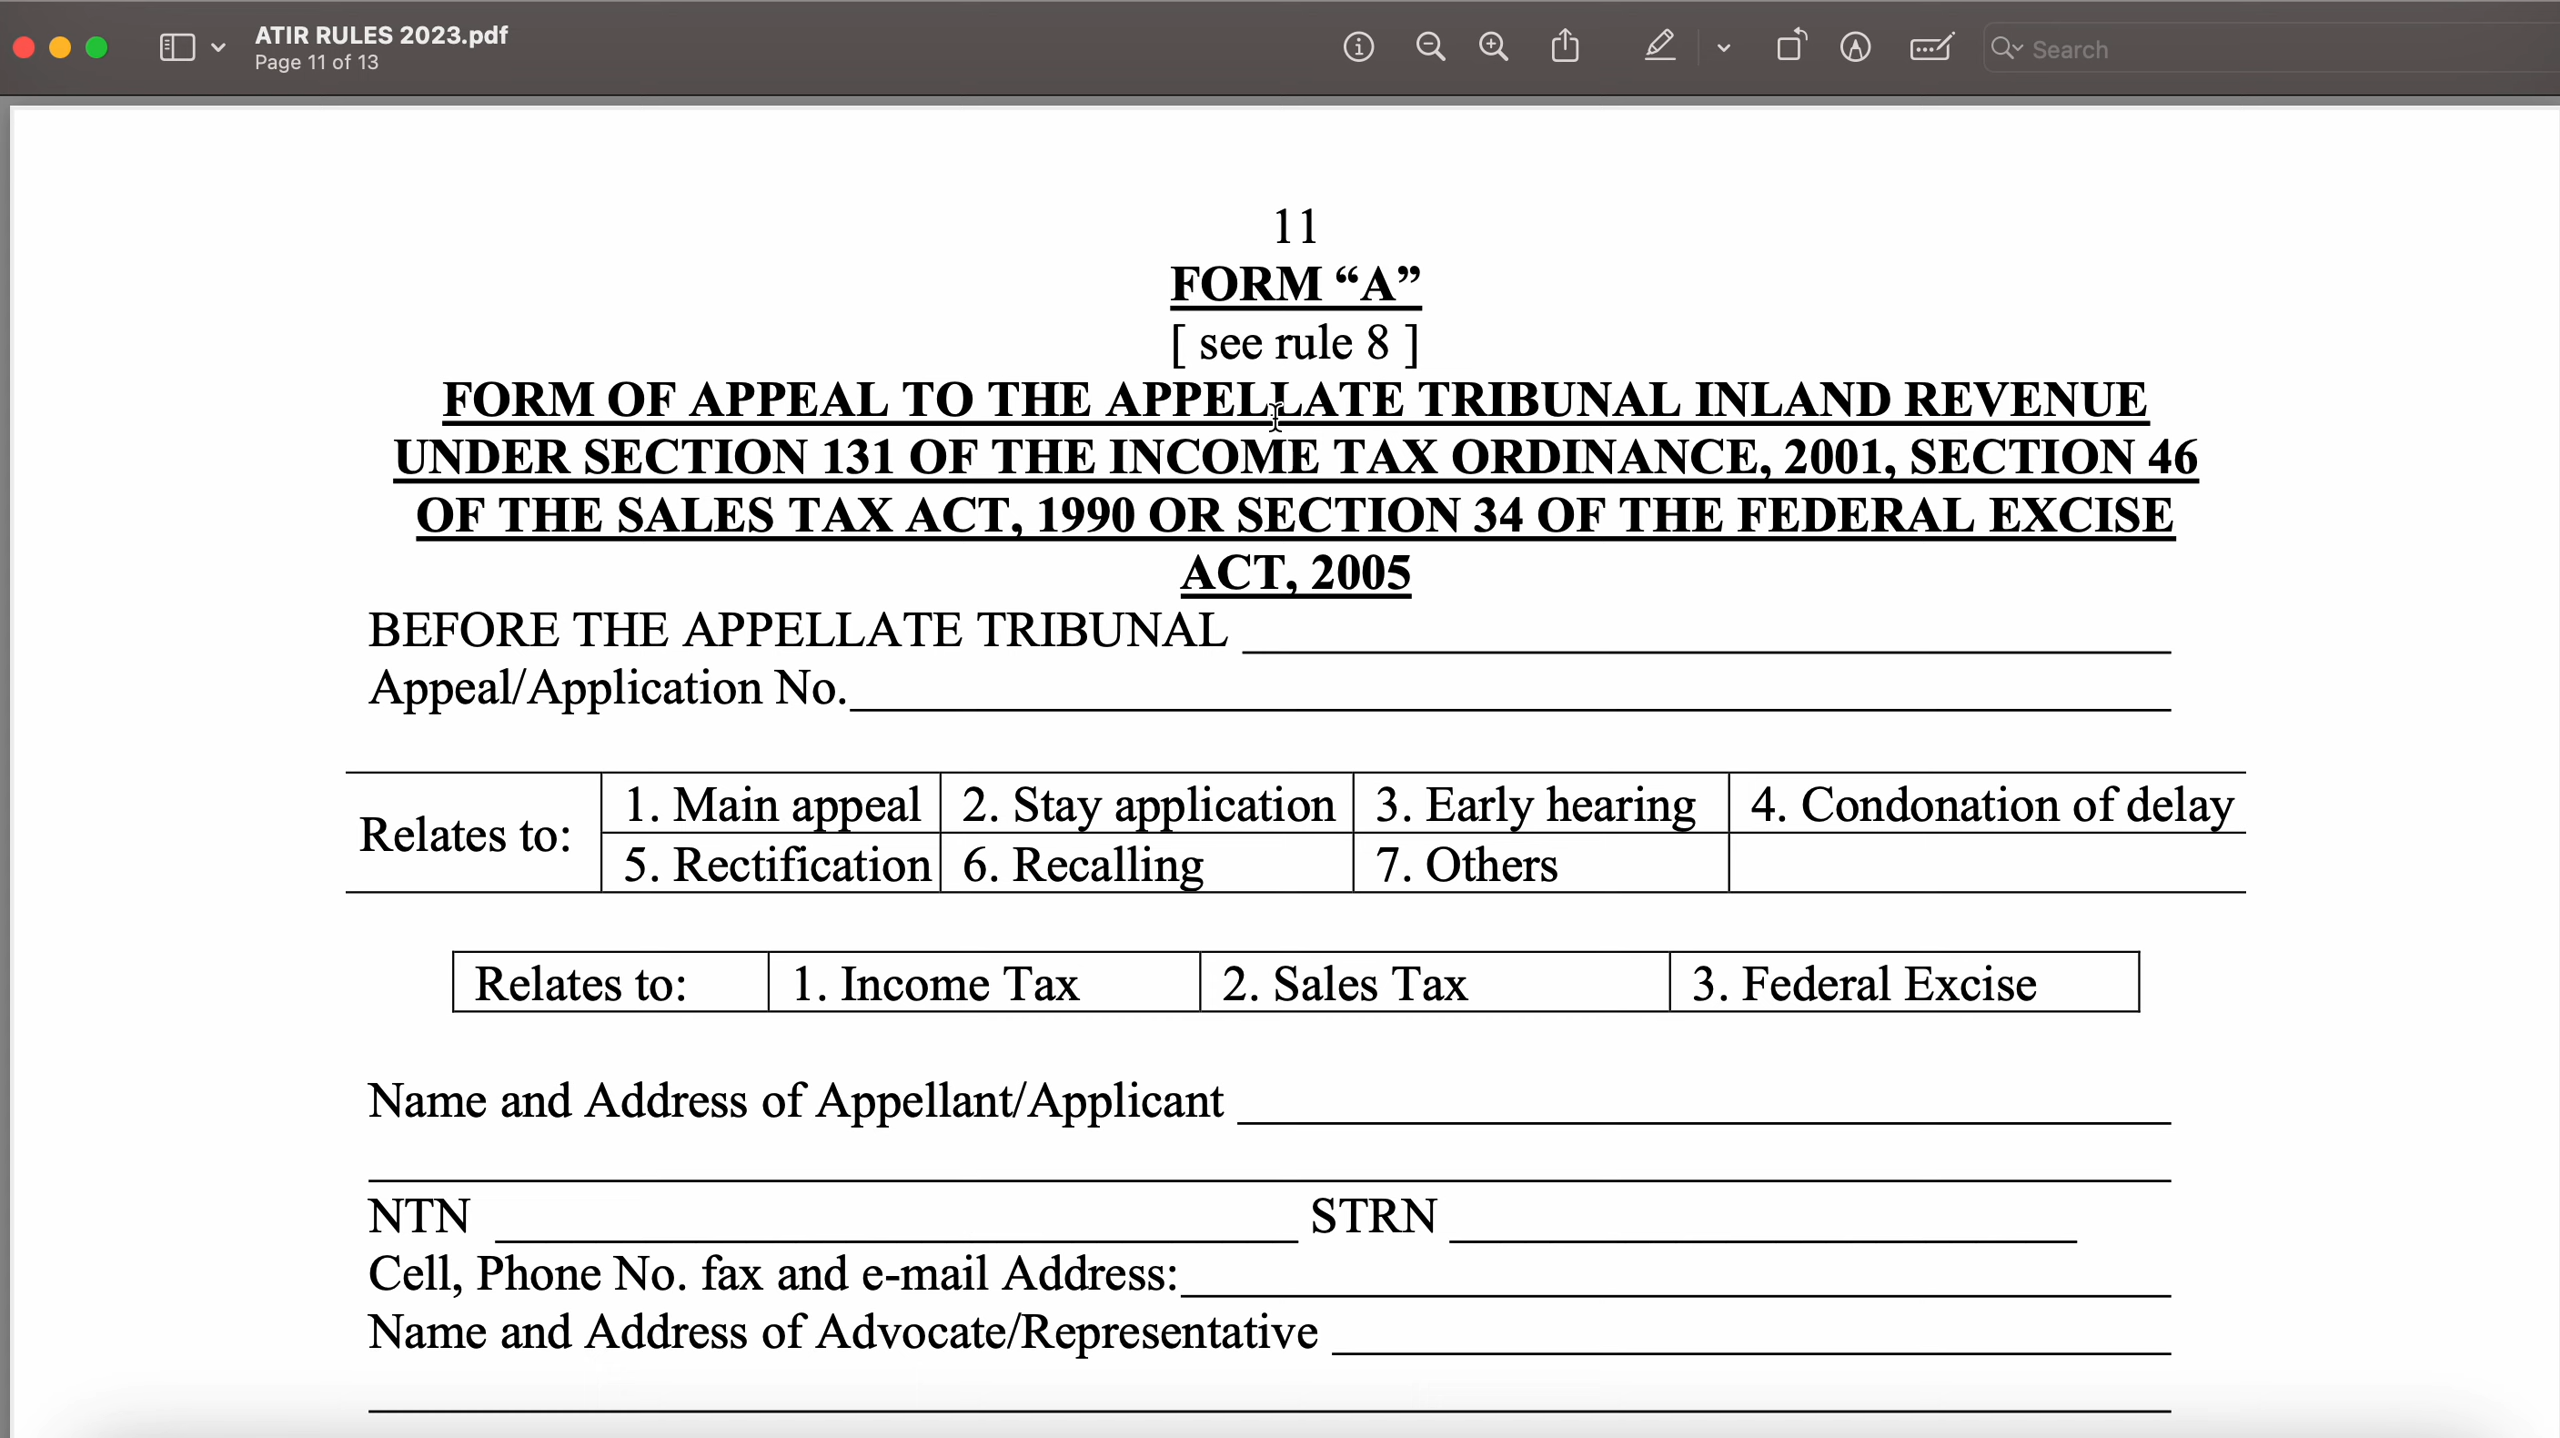 ATIR RULES 2023.pdf
Page 11 of 13
Search
11
FORM “A”
[ see rule 8 ]
FORM OF APPEAL TO THE APPELLATE TRIBUNAL INLAND REVENUE
UNDER SECTION 131 OF THE INCOME TAX ORDINANCE, 2001, SECTION 46
OF THE SALES TAX ACT, 1990 OR SECTION 34 OF THE FEDERAL EXCISE
ACT, 2005
BEFORE THE APPELLATE TRIBUNAL
Appeal/Application No.
Relates to: 1. Main appeal 2. Stay application 3. Early hearing 4. Condonation of delay
5. Rectification 6. Recalling 7. Others
Relates to: 1. Income Tax 2. Sales Tax 3. Federal Excise
Name and Address of Appellant/Applicant
NTN STRN
Cell, Phone No. fax and e-mail Address:
Name and Address of Advocate/Representative